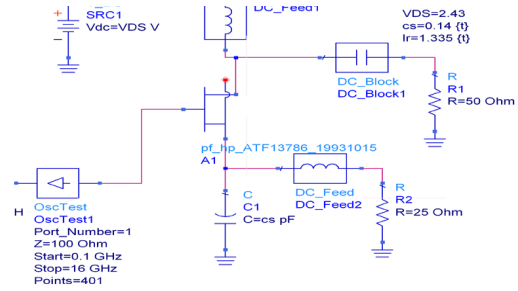 SRC1
Vdc=VDS V
DC_Feed1
VDS=2.43
cs=0.14 {t}
lr=1.335 {t}
DC_Block
DC_Block1
R
R1
R=50 Ohm
pf_hp_ATF13786_19931015
A1
OscTest
OscTest1
Port_Number=1
Z=100 Ohm
Start=0.1 GHz
Stop=16 GHz
Points=401
H
C
C1
C=cs pF
DC_Feed
DC_Feed2
R
R2
R=25 Ohm